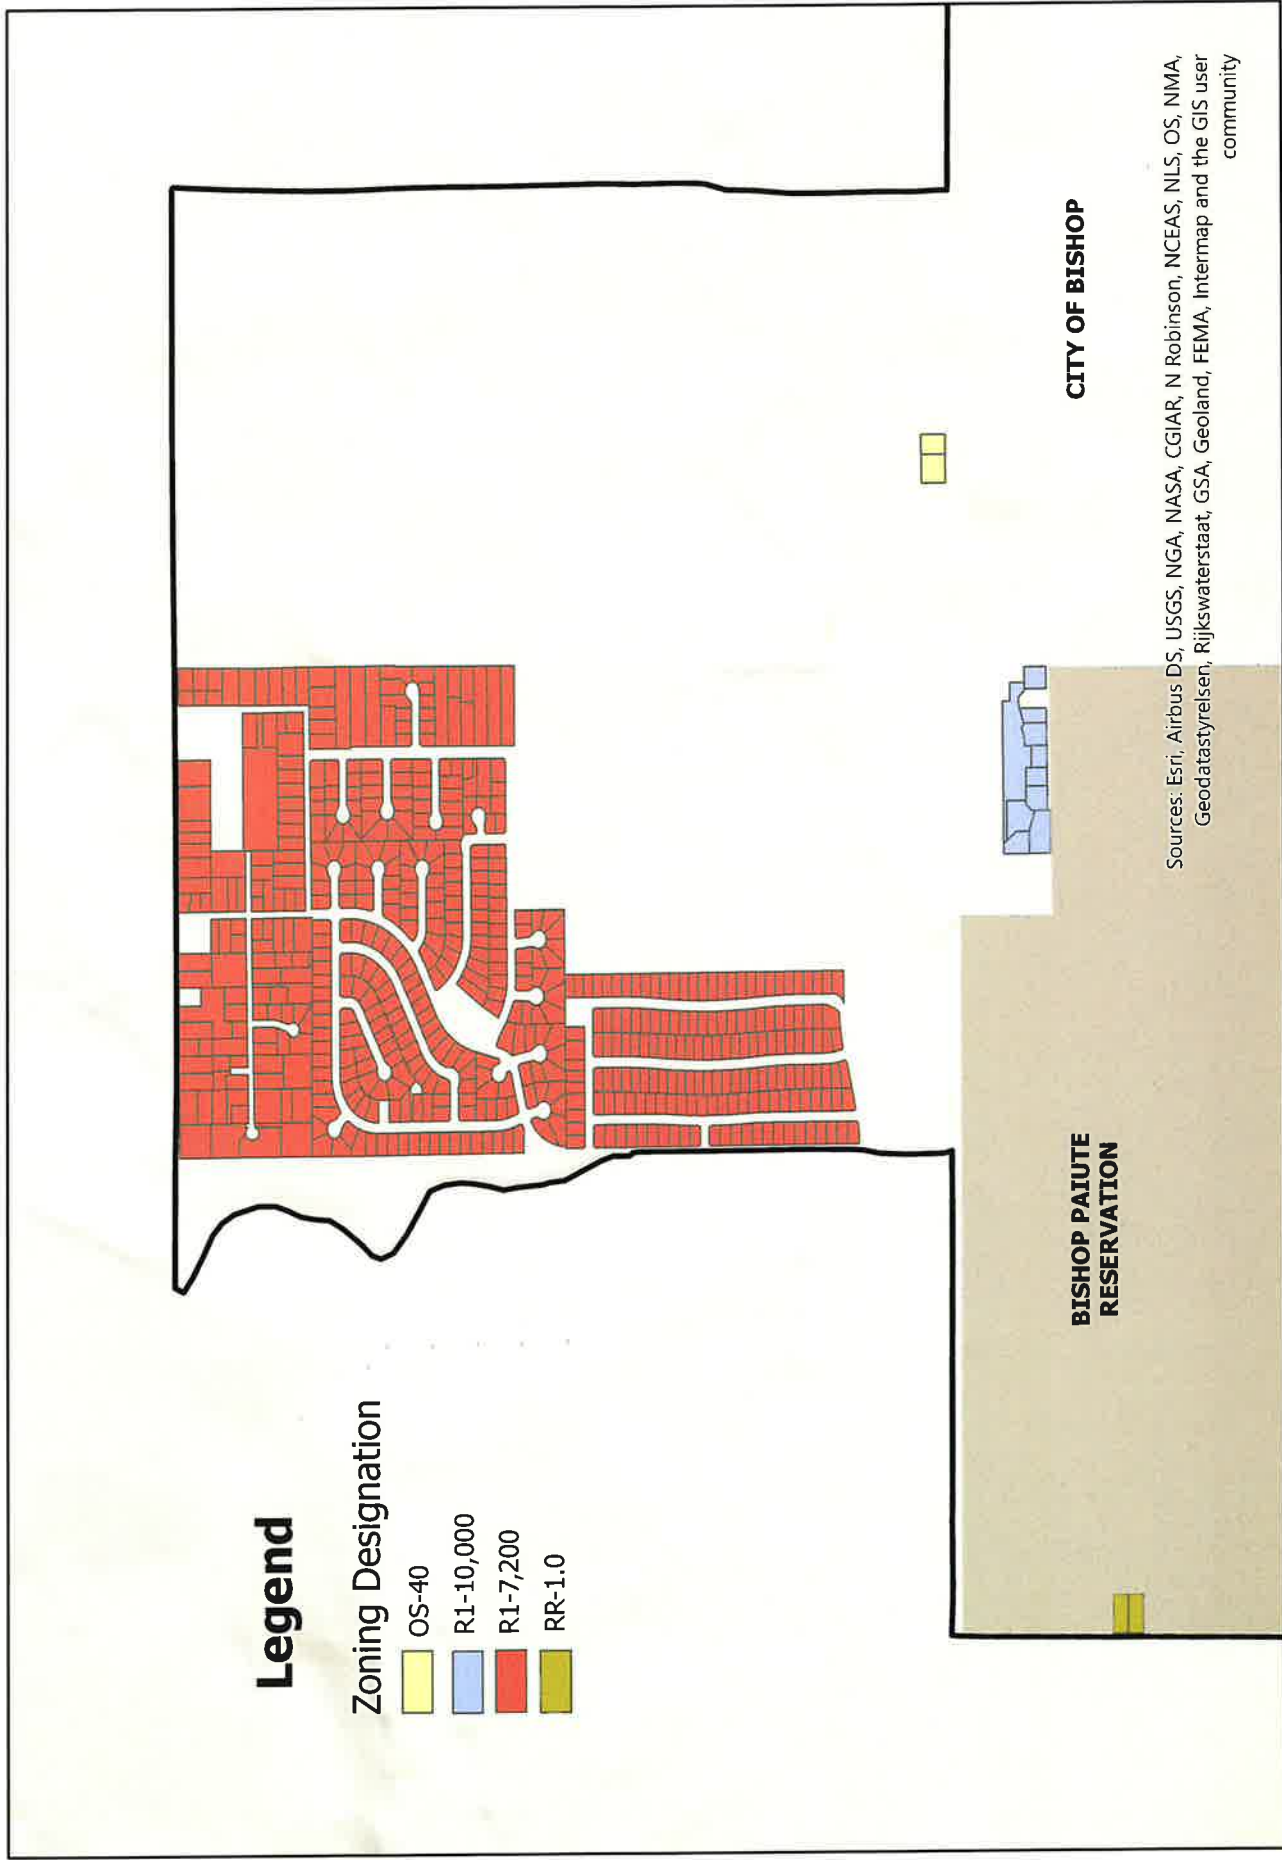 Legend
Zoning Designation
OS-40
R1-10,000
R1-7,200
RR-1.0
CITY OF BISHOP
BISHOP PAIUTE
RESERVATION
Sources: Esri, Airbus DS, USGS, NGA, NASA, CGIAR, N Robinson, NCEAS, NLS, OS, NMA,
Geodatastyrelsen, Rijkswaterstaat, GSA, Geoland, FEMA, Intermap and the GIS user
community